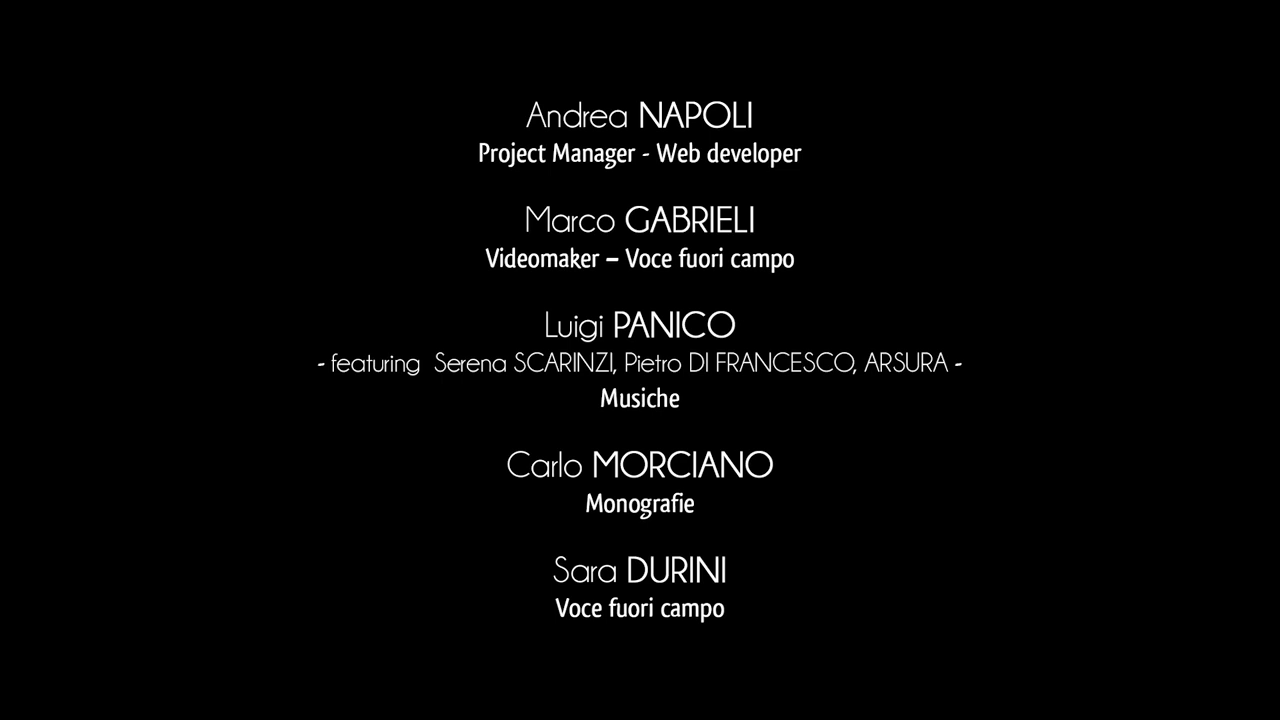 Andrea NAPOLI
Project Manager - Web developer
Marco GABRIELI
Videomaker – Voce fuori campo
Luigi PANICO
- featuring  Serena SCARINZI, Pietro DI FRANCESCO, ARSURA -
Musiche
Carlo MORCIANO
Monografie
Sara DURINI
Voce fuori campo